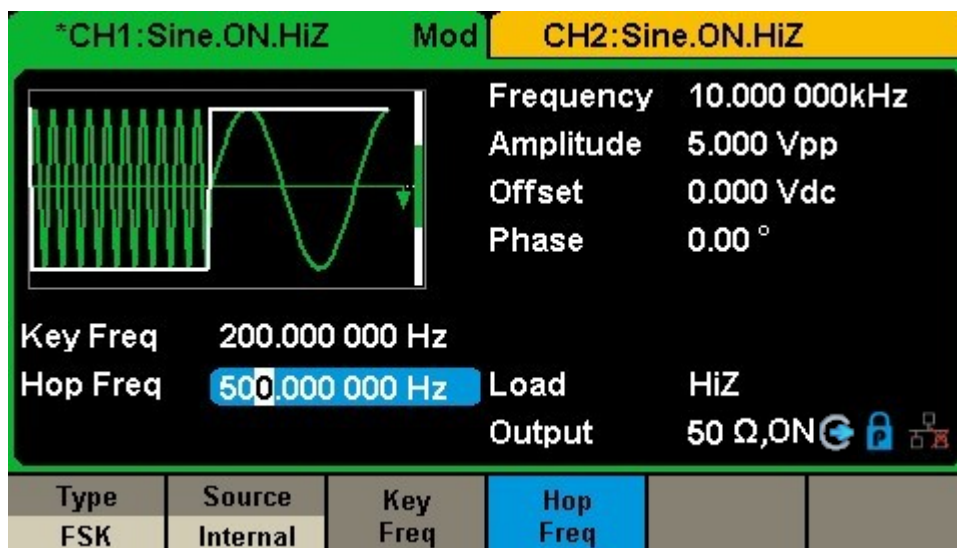 *CH1:Sine.ON.HiZ Mod CH2:Sine.ON.HiZ
Frequency 10.000 000kHz
Amplitude 5.000 Vpp
Offset 0.000 Vdc
Phase 0.00 °
Key Freq 200.000 000 Hz
Hop Freq 500.000 000 Hz Load HiZ
Output 50 Ω,ON P
Type Source Key Hop
FSK Internal Freq Freq